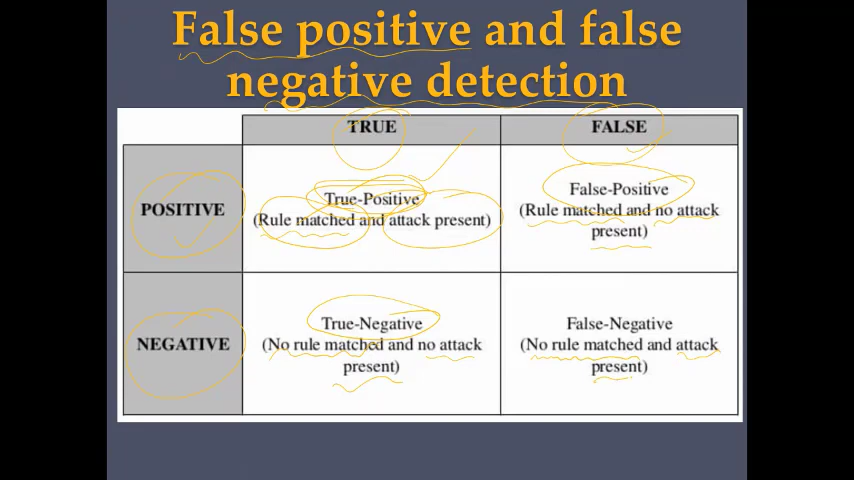 False positive and false
negative detection
TRUE
FALSE
POSITIVE
True-Positive
(Rule matched and attack present)
False-Positive
(Rule matched and no attack
present)
NEGATIVE
True-Negative
(No rule matched and no attack
present)
False-Negative
(No rule matched and attack
present)